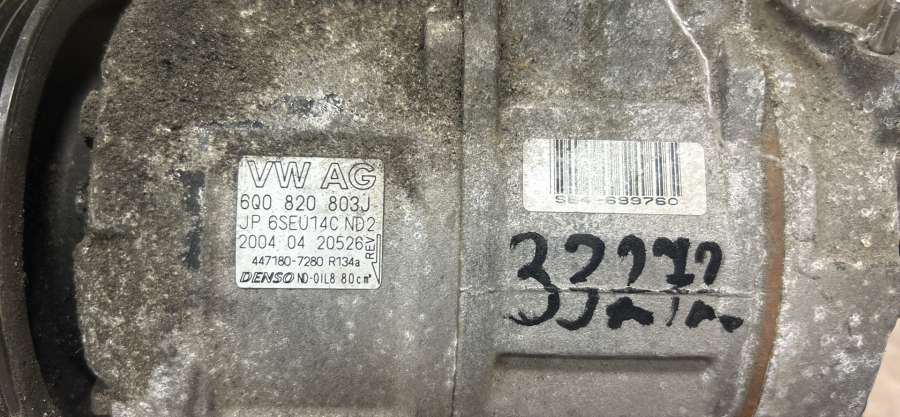 VW AG
6Q0 820 803J
JP 6SEU14C ND2
2004 04 20526
REV
447180-7280 R134a
DENSO ND-OIL8 80cm³
SE4-699760